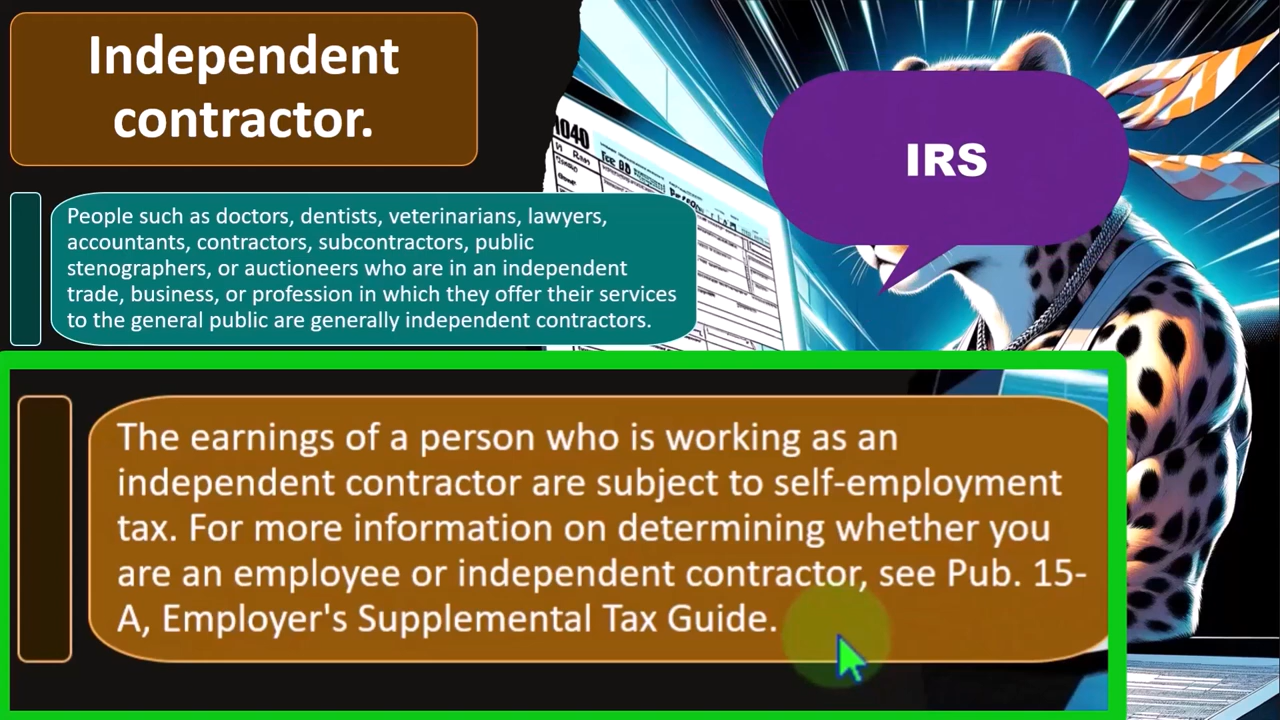 Independent
contractor.
IRS
1040
People such as doctors, dentists, veterinarians, lawyers,
accountants, contractors, subcontractors, public
stenographers, or auctioneers who are in an independent
trade, business, or profession in which they offer their services
to the general public are generally independent contractors.
The earnings of a person who is working as an
independent contractor are subject to self-employment
tax. For more information on determining whether you
are an employee or independent contractor, see Pub. 15-
A, Employer's Supplemental Tax Guide.